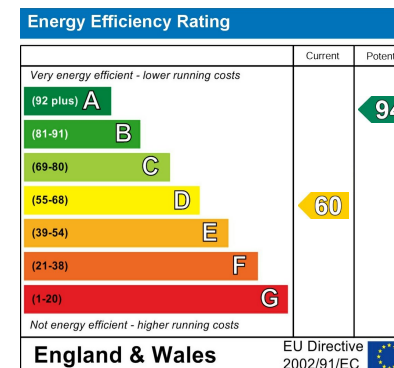 Energy Efficiency Rating
Current Potent
Very energy efficient - lower running costs
(92 plus) A
94
(81-91) B
(69-80) C
(55-68) D
60
(39-54) E
(21-38) F
(1-20) G
Not energy efficient - higher running costs
England & Wales
EU Directive
2002/91/EC